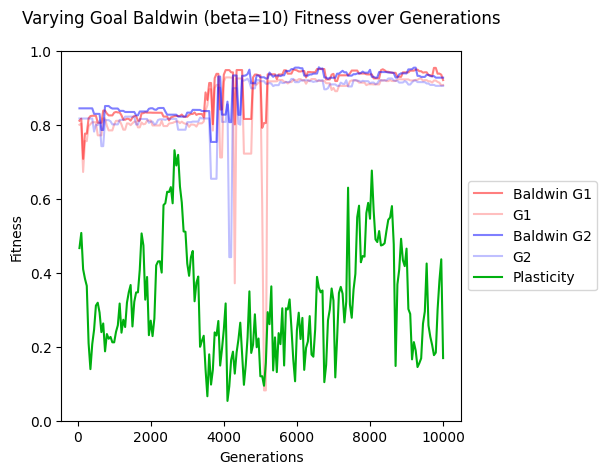 Varying Goal Baldwin (beta=10) Fitness over Generations
1.0
0.8
0.6
0.4
0.2
0.0
Fitness
0
2000
4000
6000
8000
10000
Generations
Baldwin G1
G1
Baldwin G2
G2
Plasticity